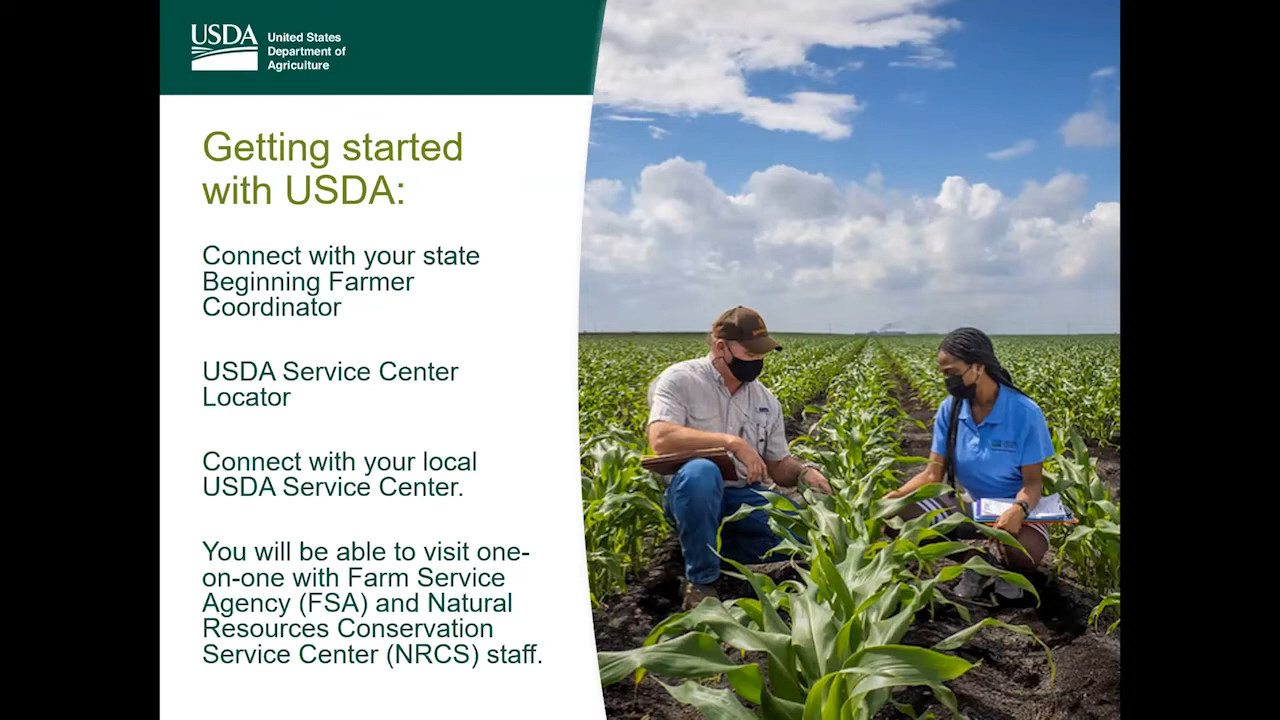 USDA
United States
Department of
Agriculture
Getting started
with USDA:
Connect with your state
Beginning Farmer
Coordinator
USDA Service Center
Locator
Connect with your local
USDA Service Center.
You will be able to visit one-
on-one with Farm Service
Agency (FSA) and Natural
Resources Conservation
Service Center (NRCS) staff.